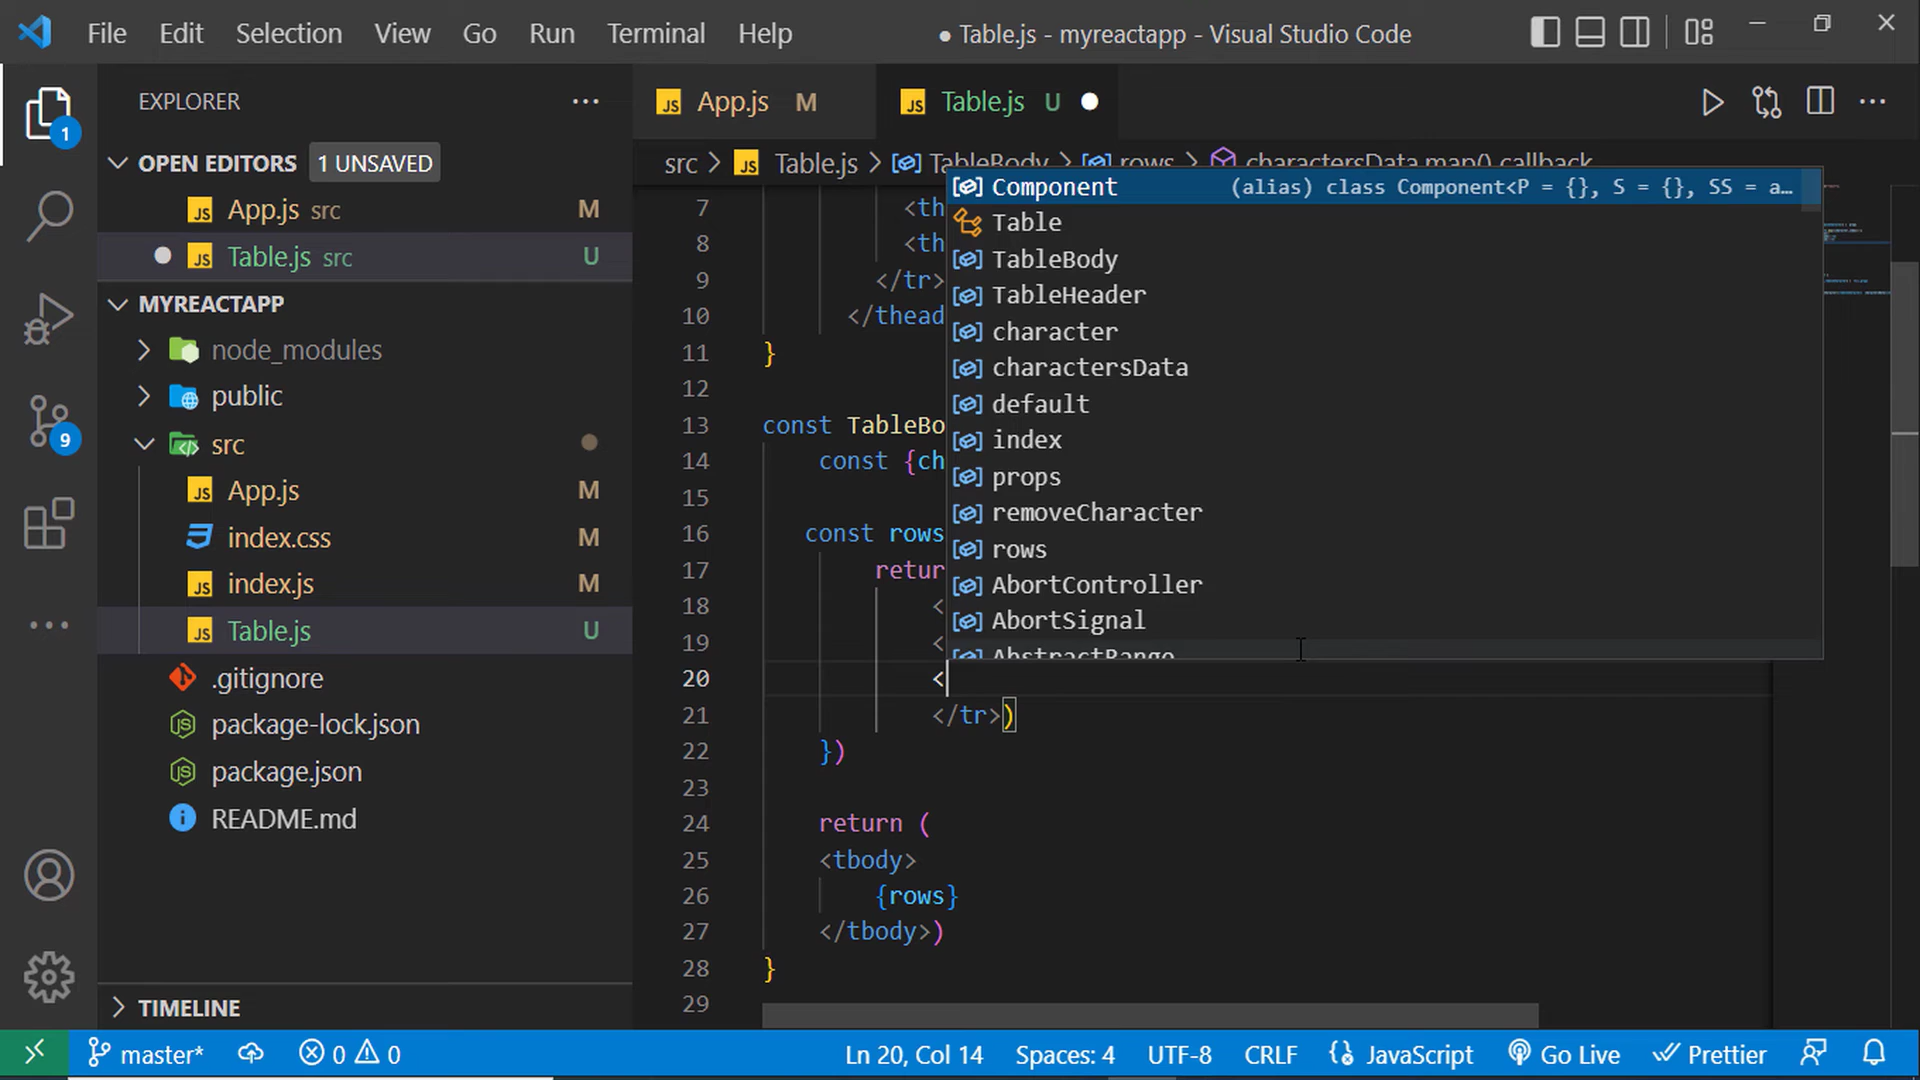 File Edit Selection View Go Run Terminal Help
● Table.js - myreactapp - Visual Studio Code
EXPLORER ...
OPEN EDITORS 1 UNSAVED
App.js src M
Table.js src U
MYREACTAPP
node_modules
public
src
App.js M
index.css M
index.js M
Table.js U
.gitignore
package-lock.json
package.json
README.md
TIMELINE
1
9
App.js M
Table.js U
src > Table.js > TableBody > rows > charactersData.map() callback
7 <th
8 <th
9 </tr>
10 </thead
11 }
12
13 const TableBo
14 const {ch
15
16 const rows
17 retur
18 <
19 <
20 <
21 </tr>)
22 })
23
24 return (
25 <tbody>
26 {rows}
27 </tbody>)
28 }
29
Component (alias) class Component<P = {}, S = {}, SS = a...
Table
TableBody
TableHeader
character
charactersData
default
index
props
removeCharacter
rows
AbortController
AbortSignal
AbstractRange
master* 0 0 Ln 20, Col 14 Spaces: 4 UTF-8 CRLF JavaScript Go Live Prettier